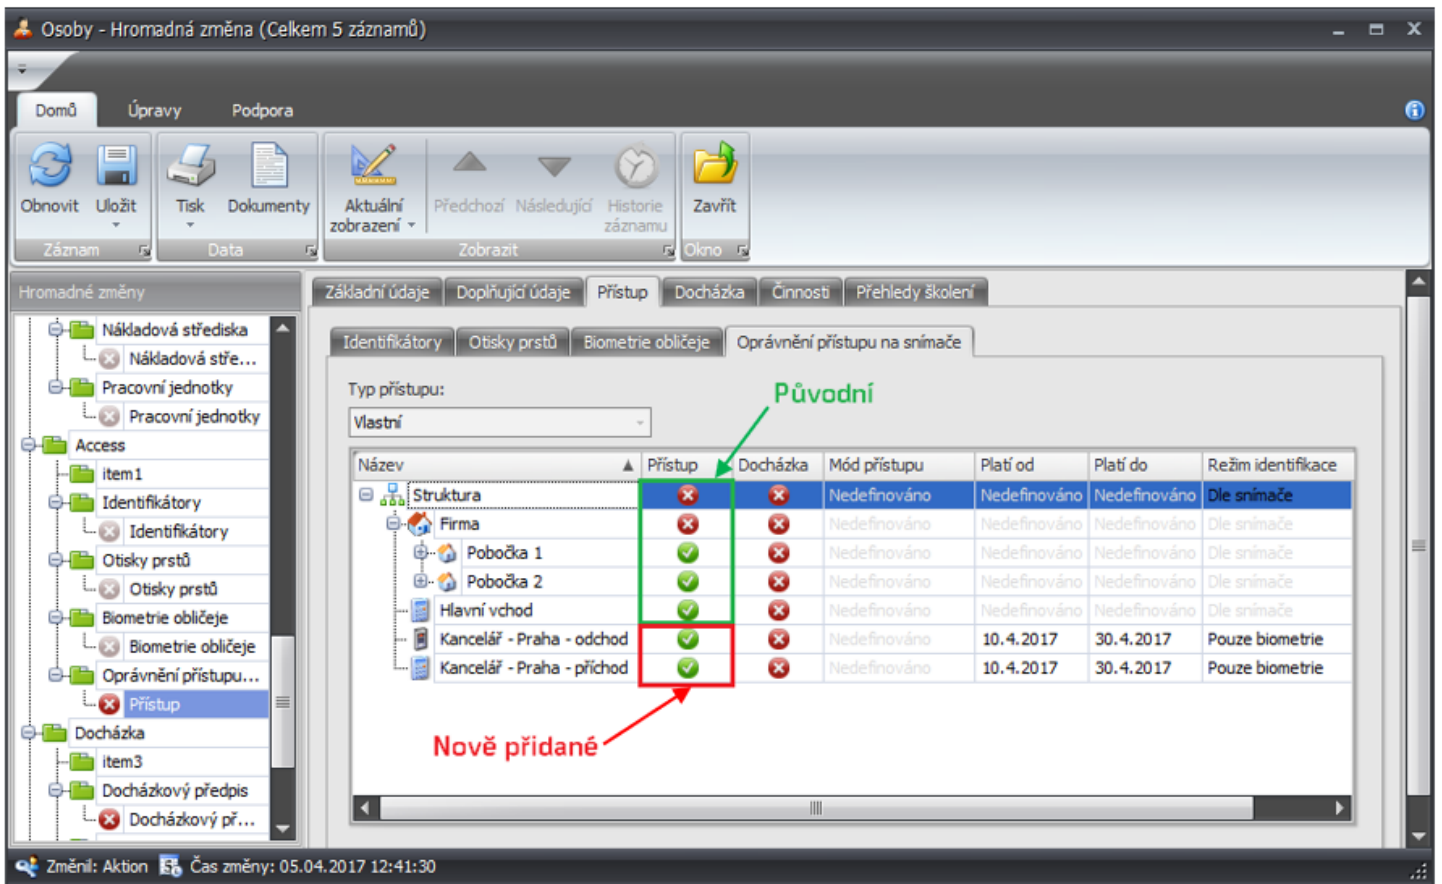 Osoby - Hromadná změna (Celkem 5 záznamů)
Domů Úpravy Podpora
Obnovit Uložit Tisk Dokumenty Aktuální zobrazení Předchozí Následující Historie záznamu Zavřít
Záznam Data Zobrazit Okno
Hromadné změny
Nákladová střediska
Nákladová stře...
Pracovní jednotky
Pracovní jednotky
Access
item1
Identifikátory
Identifikátory
Otisky prstů
Otisky prstů
Biometrie obličeje
Biometrie obličeje
Oprávnění přístupu...
Přístup
Docházka
item3
Docházkový předpis
Docházkový př...
Základní údaje Doplňující údaje Přístup Docházka Činnosti Přehledy školení
Identifikátory Otisky prstů Biometrie obličeje Oprávnění přístupu na snímače
Typ přístupu:
Původní
Vlastní
Název Přístup Docházka Mód přístupu Platí od Platí do Režim identifikace
Struktura Nedefinováno Nedefinováno Nedefinováno Dle snímače
Firma Nedefinováno Nedefinováno Nedefinováno Dle snímače
Pobočka 1 Nedefinováno Nedefinováno Nedefinováno Dle snímače
Pobočka 2 Nedefinováno Nedefinováno Nedefinováno Dle snímače
Hlavní vchod Nedefinováno Nedefinováno Nedefinováno Dle snímače
Kancelář - Praha - odchod Nedefinováno 10.4.2017 30.4.2017 Pouze biometrie
Kancelář - Praha - příchod Nedefinováno 10.4.2017 30.4.2017 Pouze biometrie
Nově přidané
Změnil: Aktion Čas změny: 05.04.2017 12:41:30